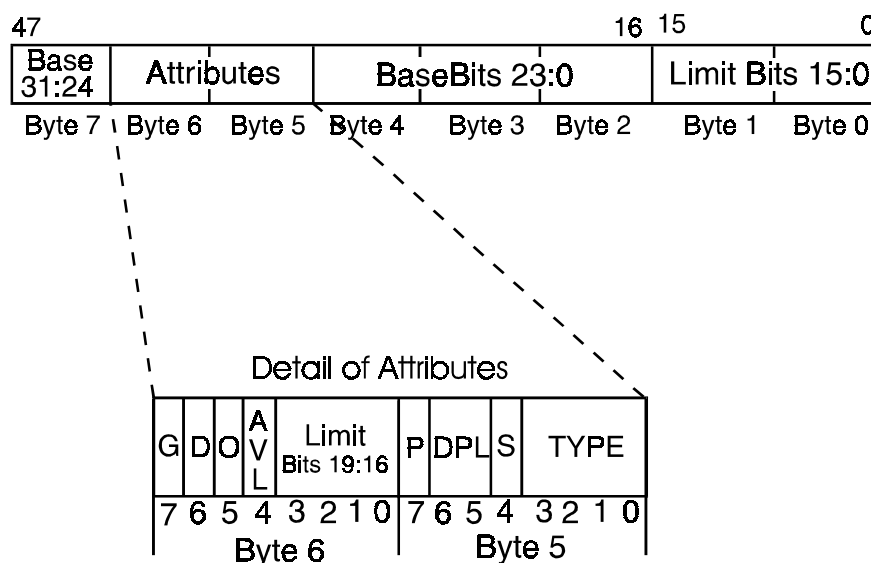 47 16 15 0
Base 31:24 Attributes BaseBits 23:0 Limit Bits 15:0
Byte 7 Byte 6 Byte 5 Byte 4 Byte 3 Byte 2 Byte 1 Byte 0
Detail of Attributes
G D O AVL Limit Bits 19:16 P DPL S TYPE
7 6 5 4 3 2 1 0 7 6 5 4 3 2 1 0
Byte 6 Byte 5